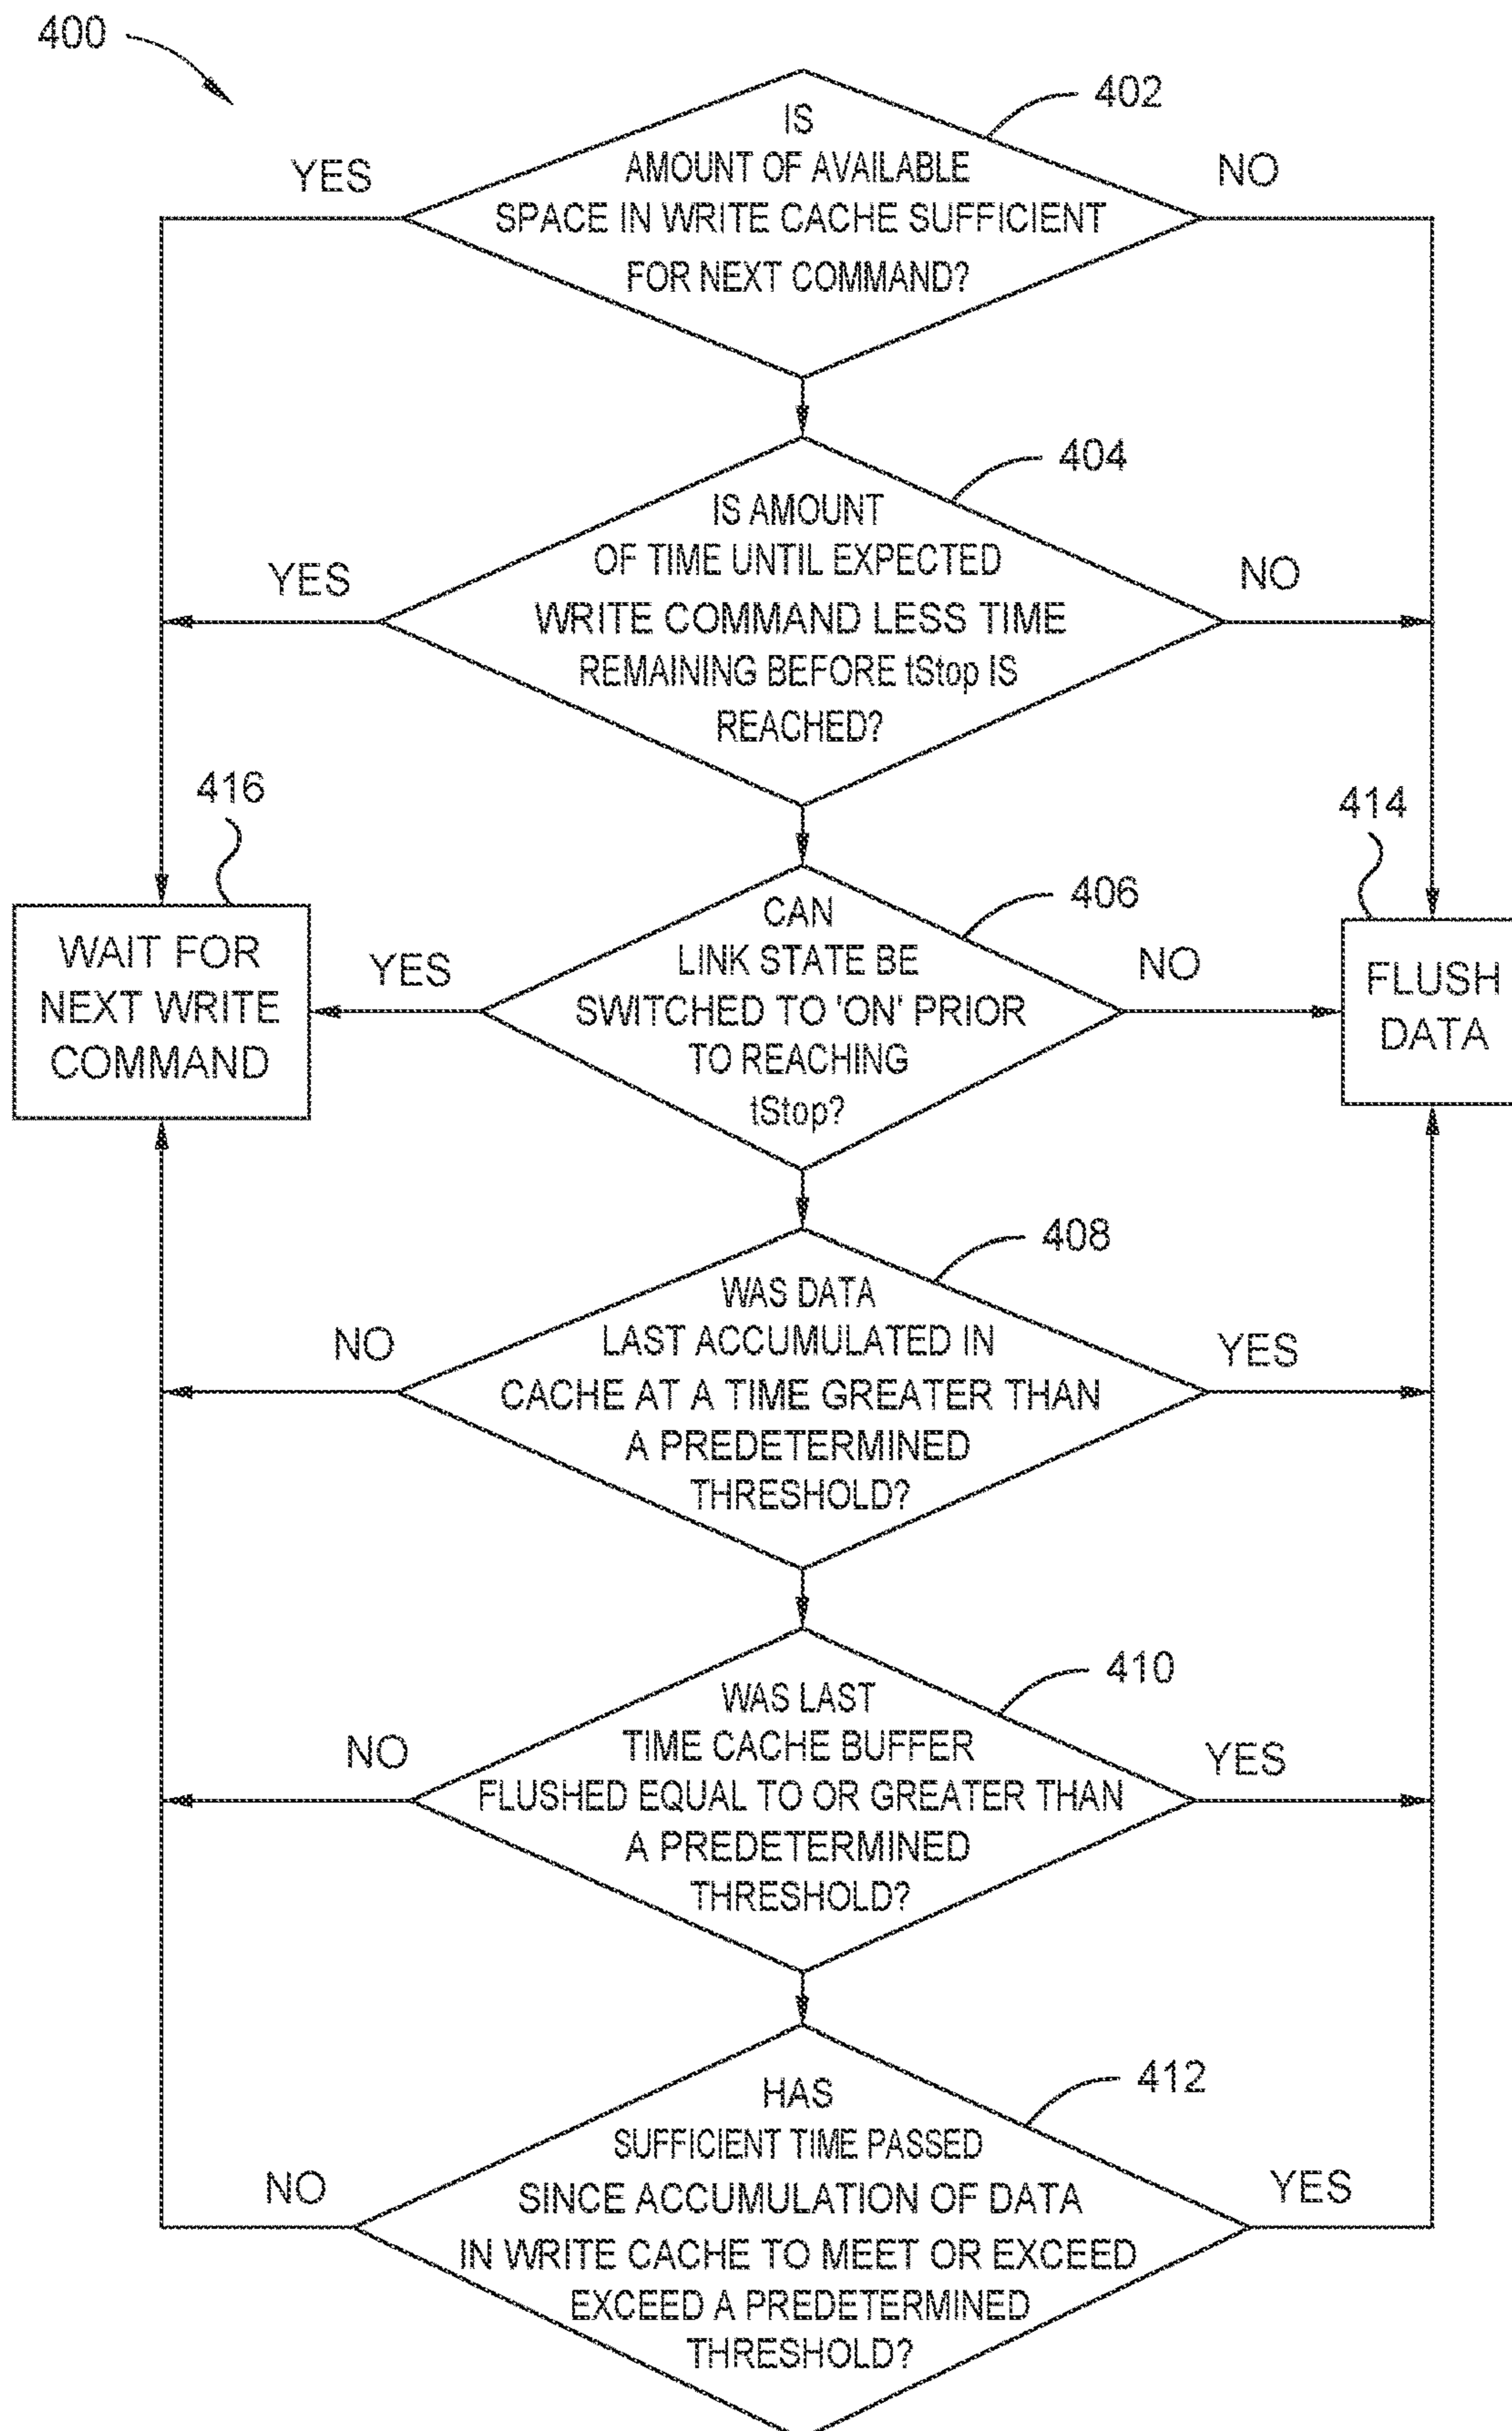 400
402
IS
AMOUNT OF AVAILABLE
SPACE IN WRITE CACHE SUFFICIENT
FOR NEXT COMMAND?
YES
NO
404
IS AMOUNT
OF TIME UNTIL EXPECTED
WRITE COMMAND LESS TIME
REMAINING BEFORE tStop IS
REACHED?
YES
NO
416
414
WAIT FOR
NEXT WRITE
COMMAND
YES
406
CAN
LINK STATE BE
SWITCHED TO 'ON' PRIOR
TO REACHING
tStop?
NO
FLUSH
DATA
408
WAS DATA
LAST ACCUMULATED IN
CACHE AT A TIME GREATER THAN
A PREDETERMINED
THRESHOLD?
NO
YES
410
WAS LAST
TIME CACHE BUFFER
FLUSHED EQUAL TO OR GREATER THAN
A PREDETERMINED
THRESHOLD?
NO
YES
412
HAS
SUFFICIENT TIME PASSED
SINCE ACCUMULATION OF DATA
IN WRITE CACHE TO MEET OR EXCEED
EXCEED A PREDETERMINED
THRESHOLD?
NO
YES